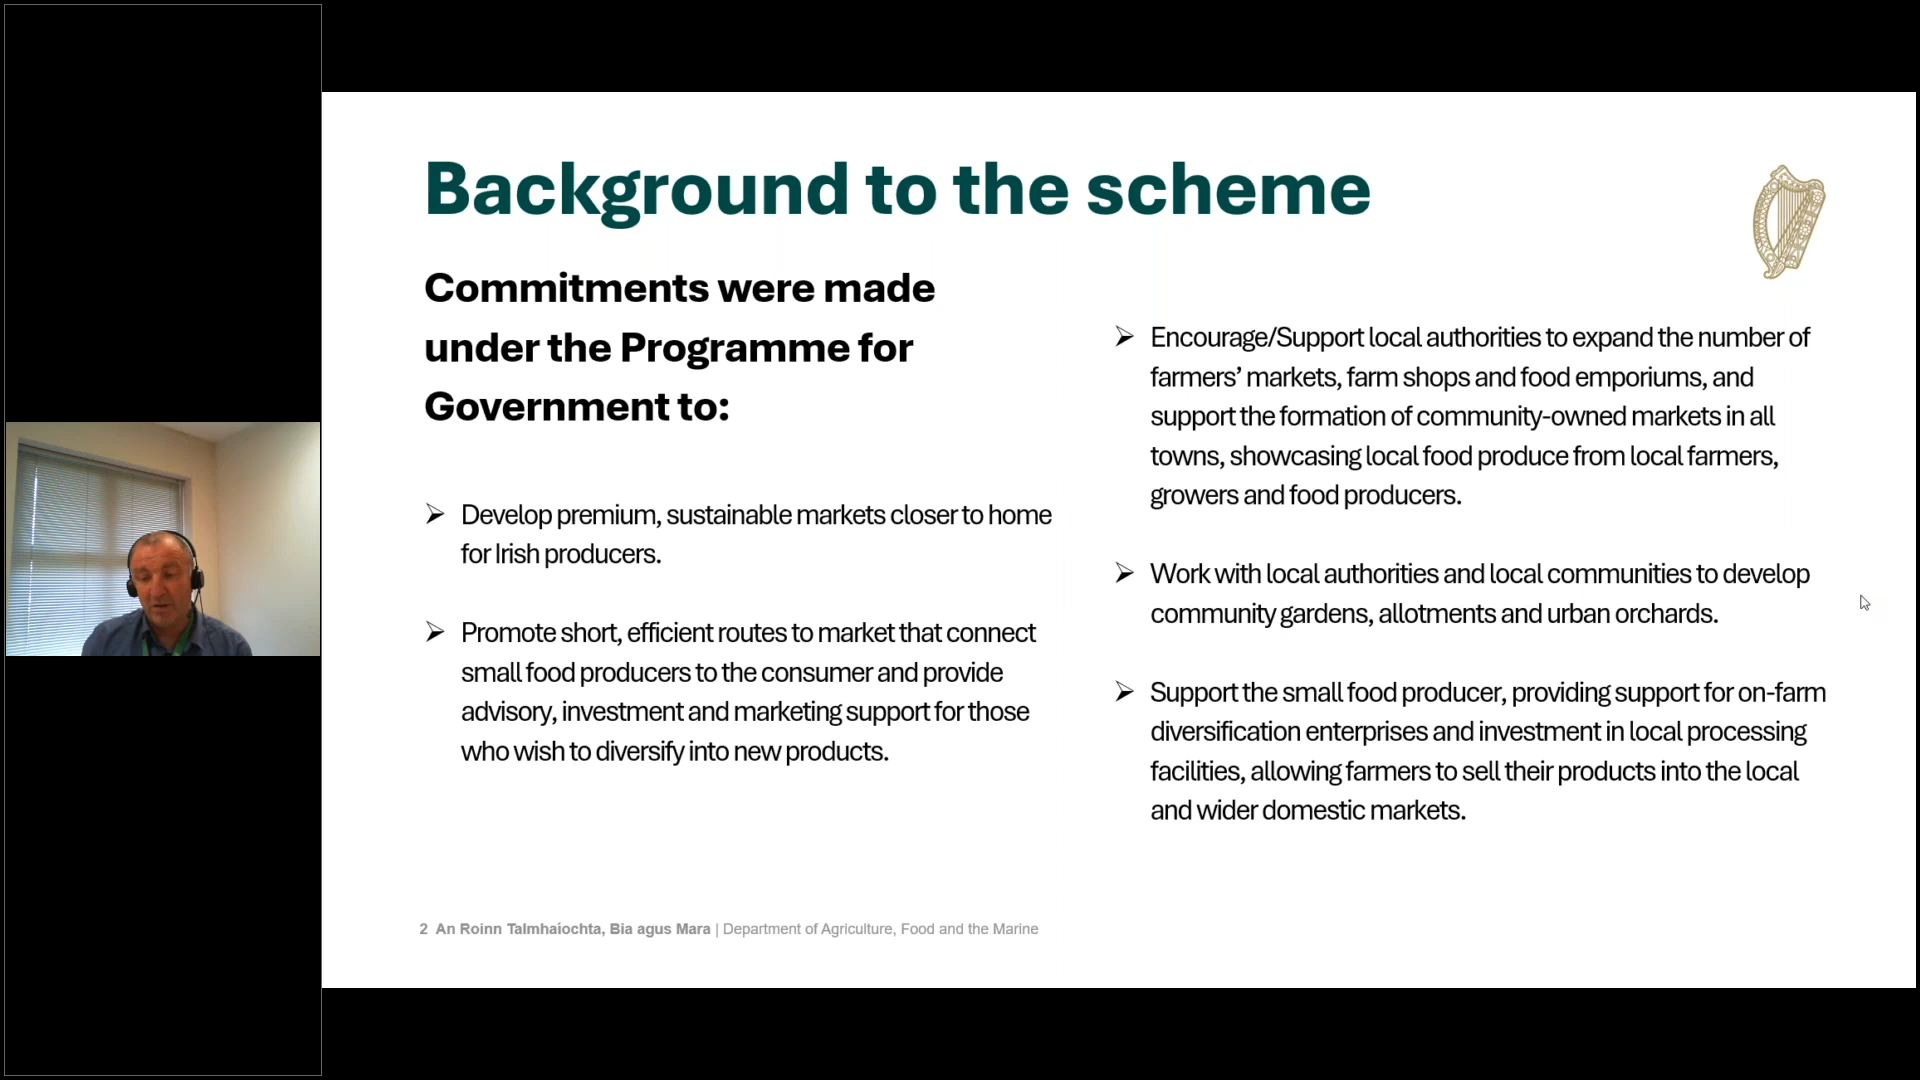 Background to the scheme
Commitments were made
under the Programme for
Government to:
➢ Develop premium, sustainable markets closer to home
for Irish producers.
➢ Promote short, efficient routes to market that connect
small food producers to the consumer and provide
advisory, investment and marketing support for those
who wish to diversify into new products.
➢ Encourage/Support local authorities to expand the number of
farmers’ markets, farm shops and food emporiums, and
support the formation of community-owned markets in all
towns, showcasing local food produce from local farmers,
growers and food producers.
➢ Work with local authorities and local communities to develop
community gardens, allotments and urban orchards.
➢ Support the small food producer, providing support for on-farm
diversification enterprises and investment in local processing
facilities, allowing farmers to sell their products into the local
and wider domestic markets.
2 An Roinn Talmhaíochta, Bia agus Mara | Department of Agriculture, Food and the Marine